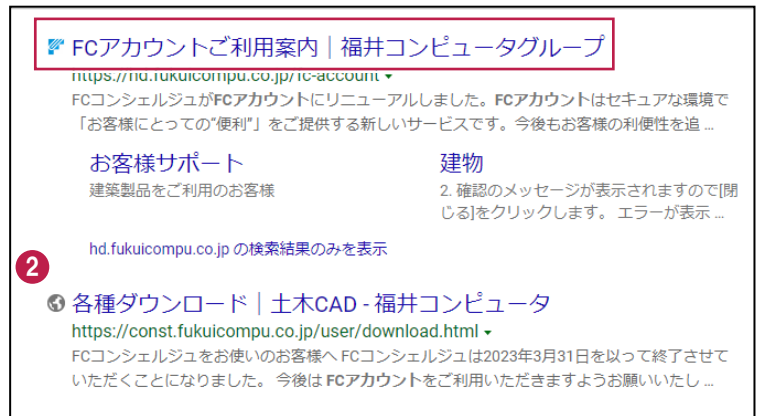 FCアカウントご利用案内｜福井コンピュータグループ
https://hd.fukuicompu.co.jp/fc-account
FCコンシェルジュがFCアカウントにリニューアルしました。FCアカウントはセキュアな環境で
「お客様にとっての“便利”」をご提供する新しいサービスです。今後もお客様の利便性を追 ...
お客様サポート
建築製品をご利用のお客様
建物
2. 確認のメッセージが表示されますので[閉
じる]をクリックします。 エラーが表示 ...
hd.fukuicompu.co.jp の検索結果のみを表示
2
各種ダウンロード｜土木CAD - 福井コンピュータ
https://const.fukuicompu.co.jp/user/download.html
FCコンシェルジュをお使いのお客様へ FCコンシェルジュは2023年3月31日を以って終了させて
いただくことになりました。 今後は FCアカウントをご利用いただきますようお願いいたし ...